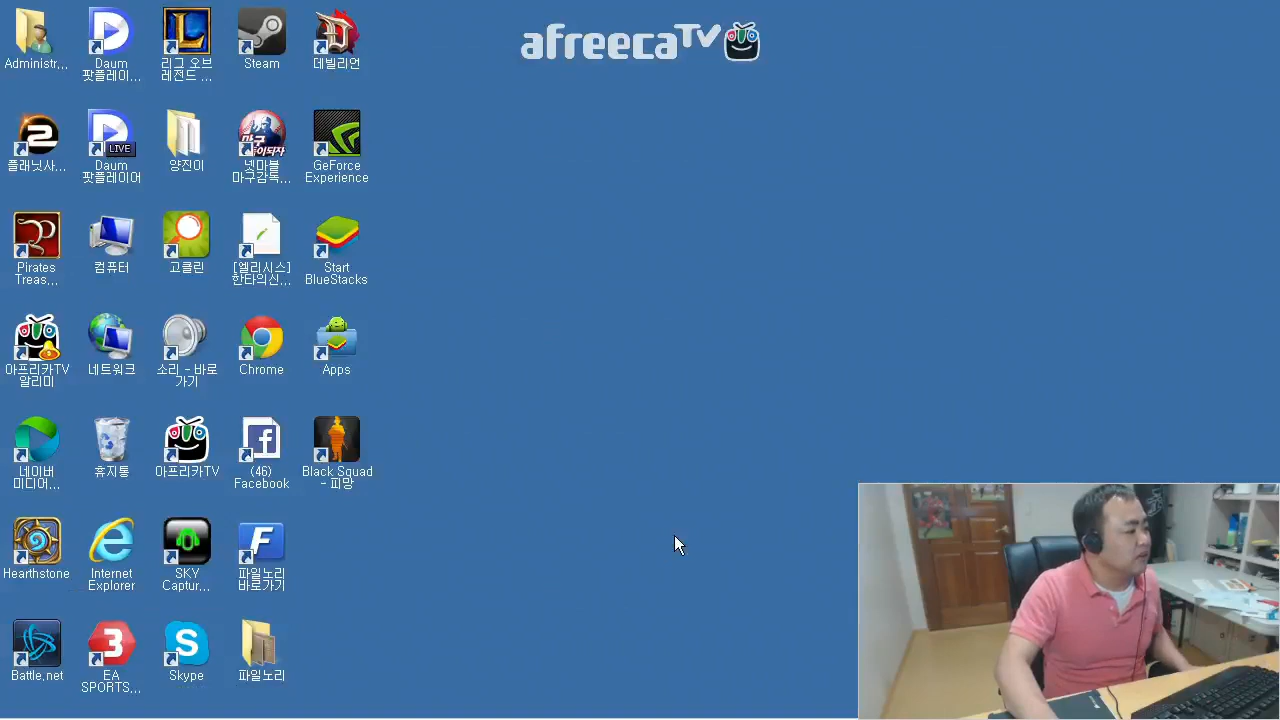 afreecaTV
Administr...
Daum
팟플레이...
리그 오브
레전드 ...
Steam
데빌리언
플래닛사...
LIVE
Daum
팟플레이어
양진이
넷마블
마구감독...
GeForce
Experience
Pirates
Treas...
컴퓨터
고클린
[엘리시스]
한타의신...
Start
BlueStacks
아프리카TV
알리미
네트워크
소리 - 바로
가기
Chrome
Apps
네이버
미디어...
휴지통
아프리카TV
(46)
Facebook
Black Squad
- 피망
Hearthstone
Internet
Explorer
SKY
Captur...
파일노리
바로가기
Battle.net
EA
SPORTS...
Skype
파일노리